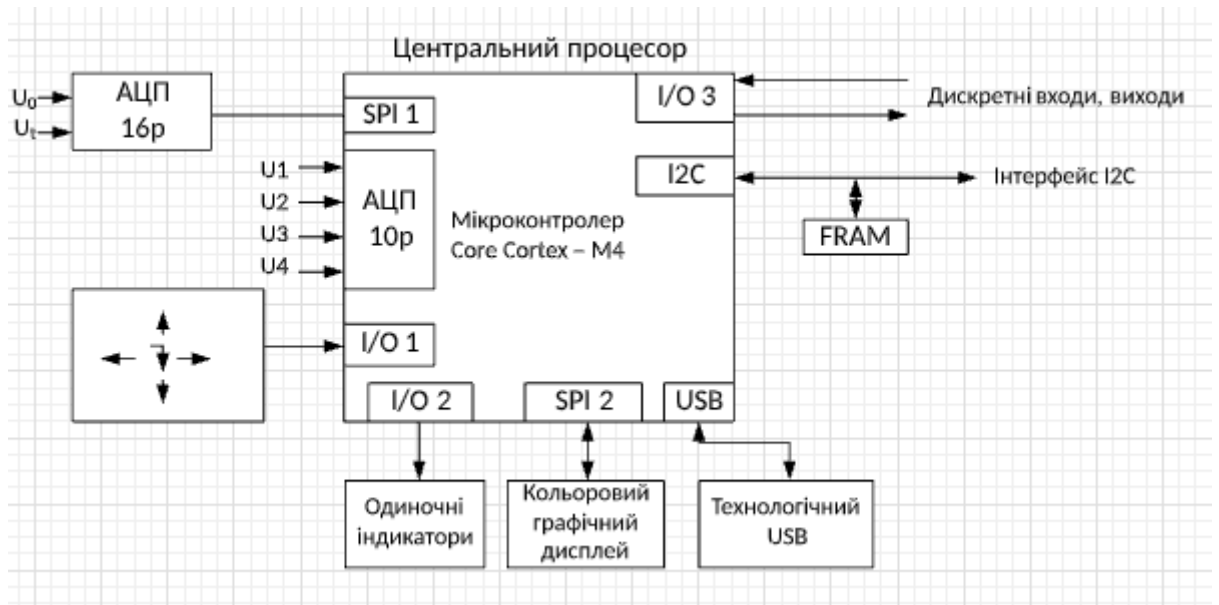 Центральний процесор
U₀
Uₜ
АЦП
16р
SPI 1
I/O 3
Дискретні входи, виходи
U1
U2
U3
U4
АЦП
10р
Мікроконтролер
Core Cortex – M4
I2C
Інтерфейс I2C
FRAM
I/O 1
I/O 2
SPI 2
USB
Одиночні
індикатори
Кольоровий
графічний
дисплей
Технологічний
USB